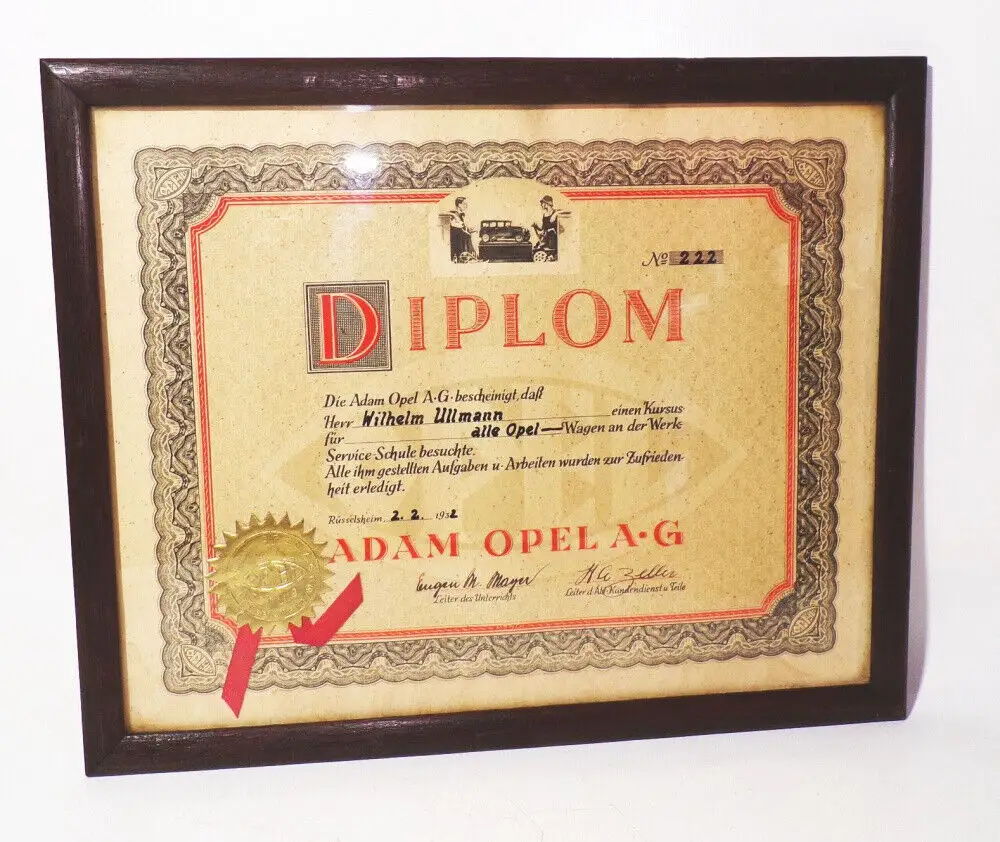 № 222
DIPLOM
Die Adam Opel A·G· bescheinigt, daß
Herr Wilhelm Ullmann einen Kursus
für alle Opel — Wagen an der Werk-
Service-Schule besuchte.
Alle ihm gestellten Aufgaben u· Arbeiten wurden zur Zufrieden-
heit erledigt.
Rüsselsheim, 2. 2. 1932
ADAM OPEL A·G
Eugen M. Mayer
Leiter des Unterrichts
Zeller
Leiter d. Abt. Kundendienst u Teile